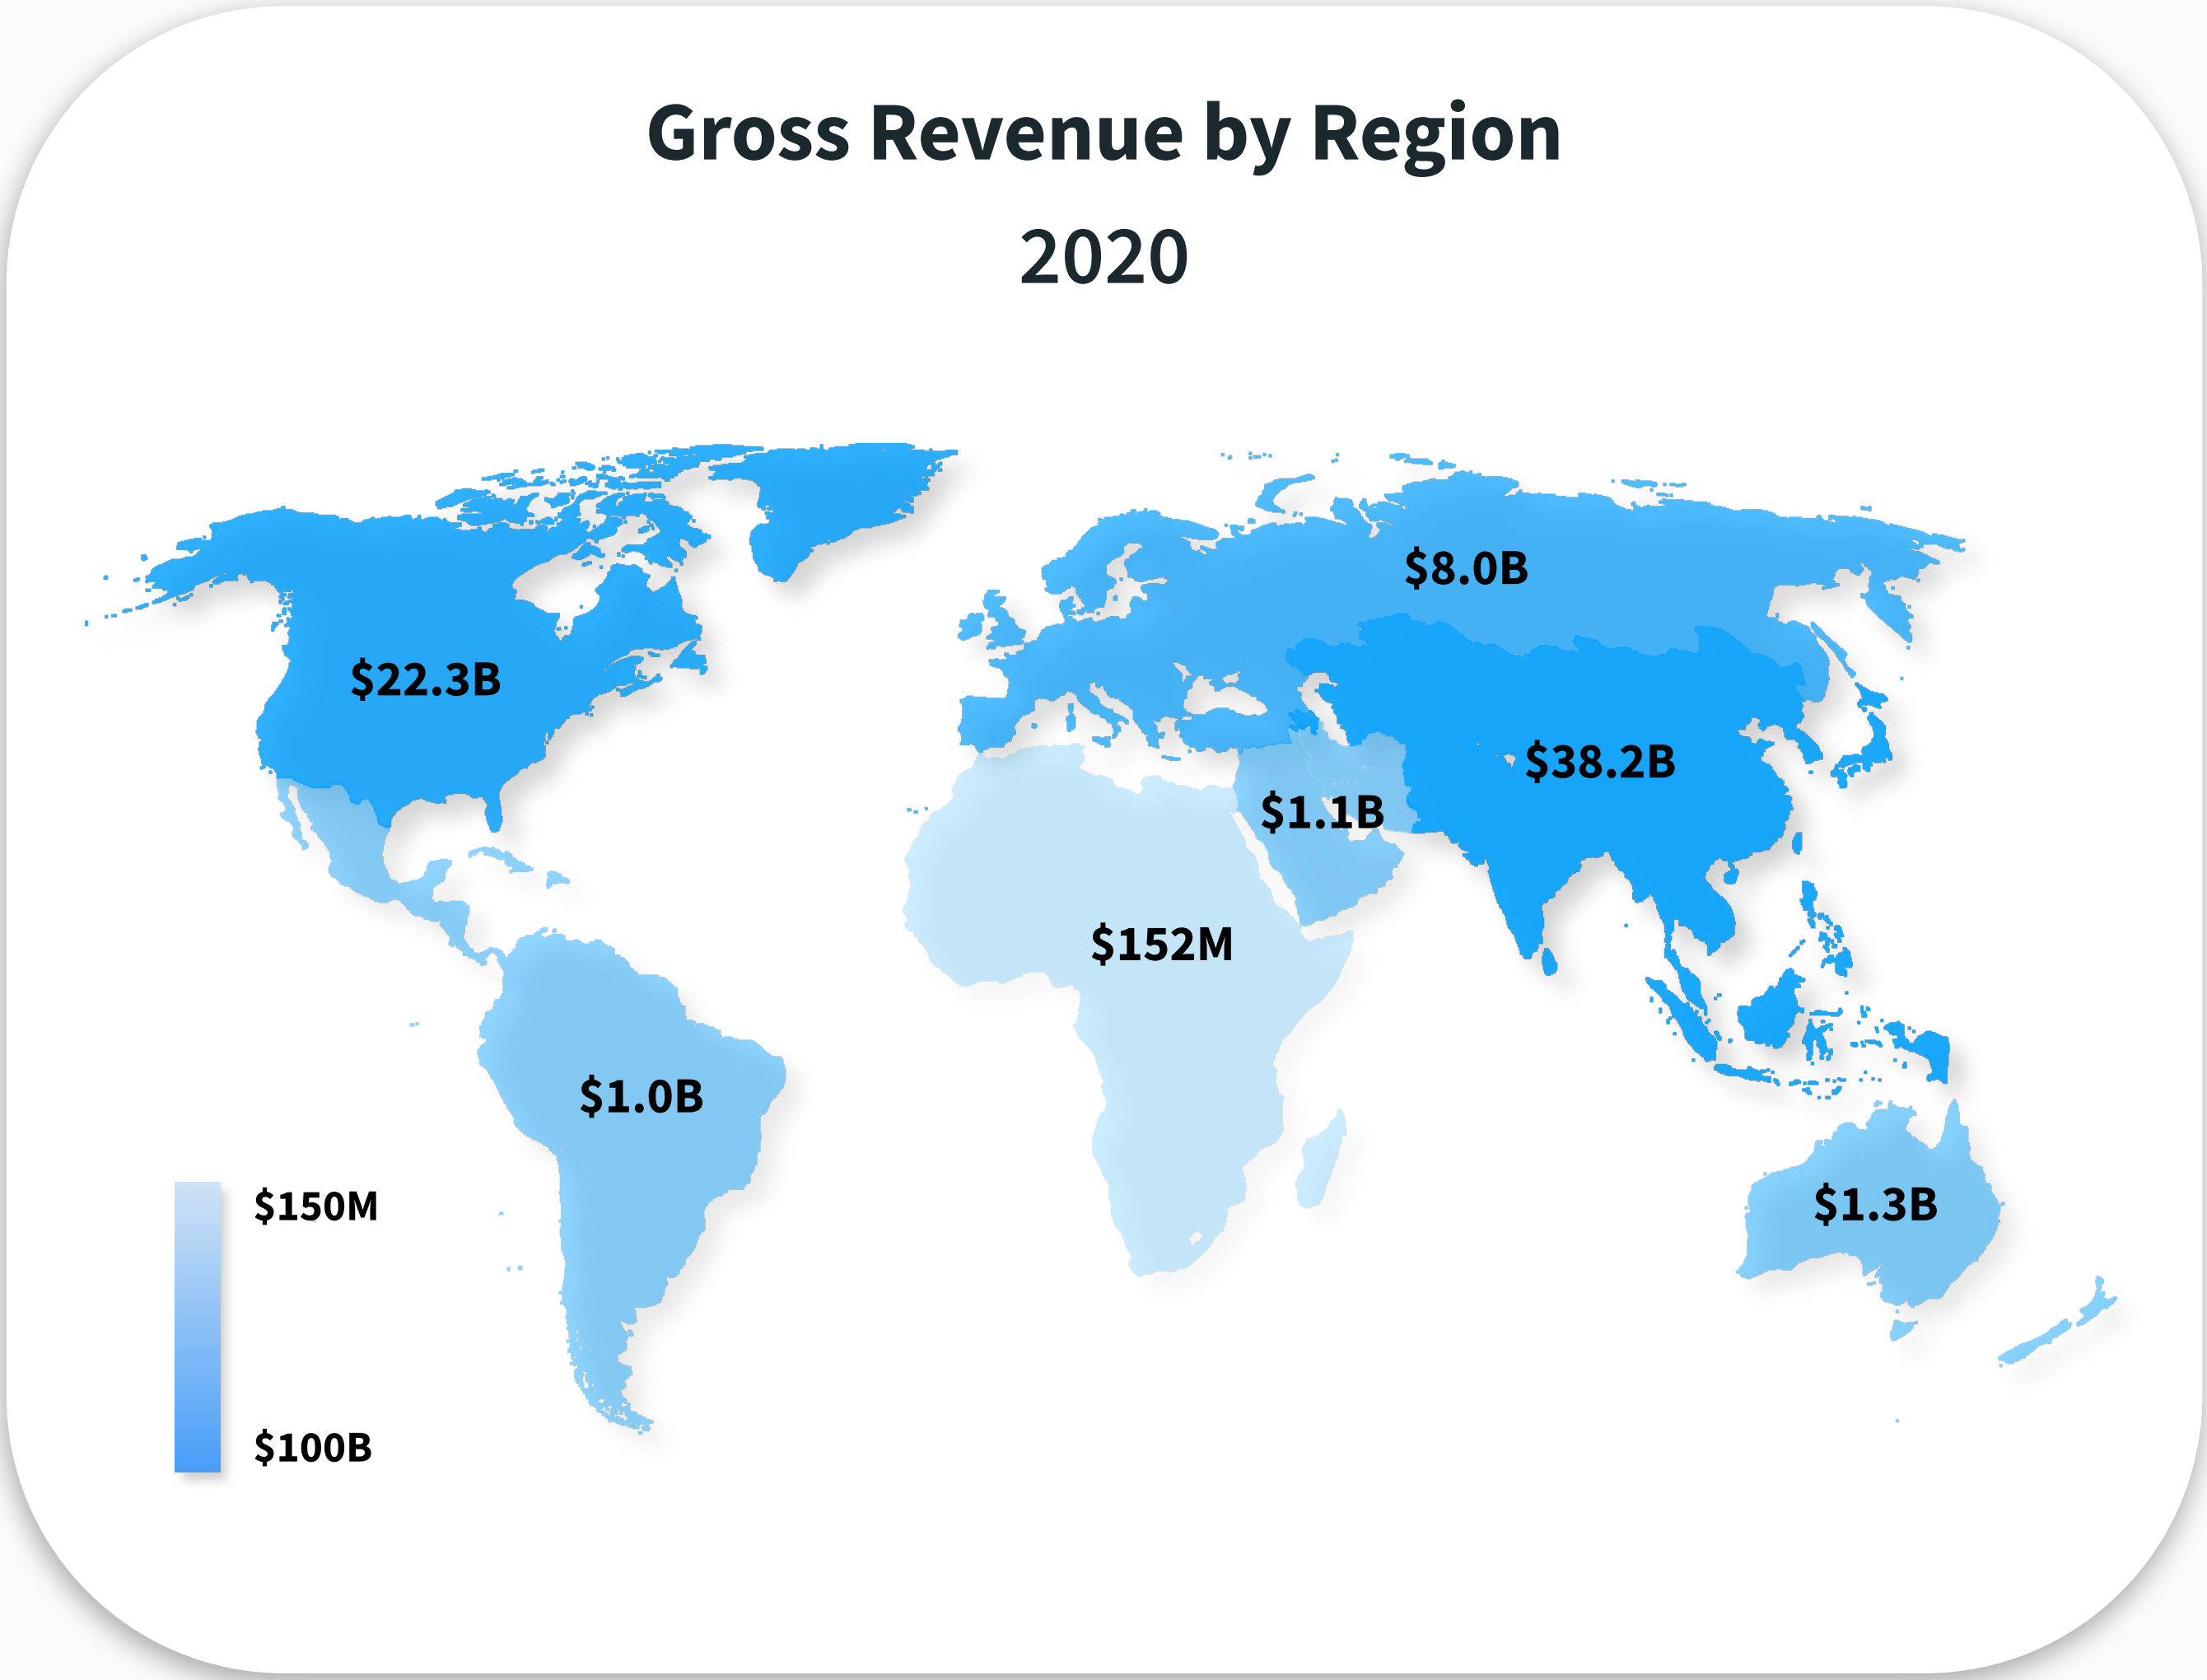 Gross Revenue by Region
2020
$8.0B
$22.3B
$38.2B
$1.1B
$152M
$1.0B
$150M
$1.3B
$100B